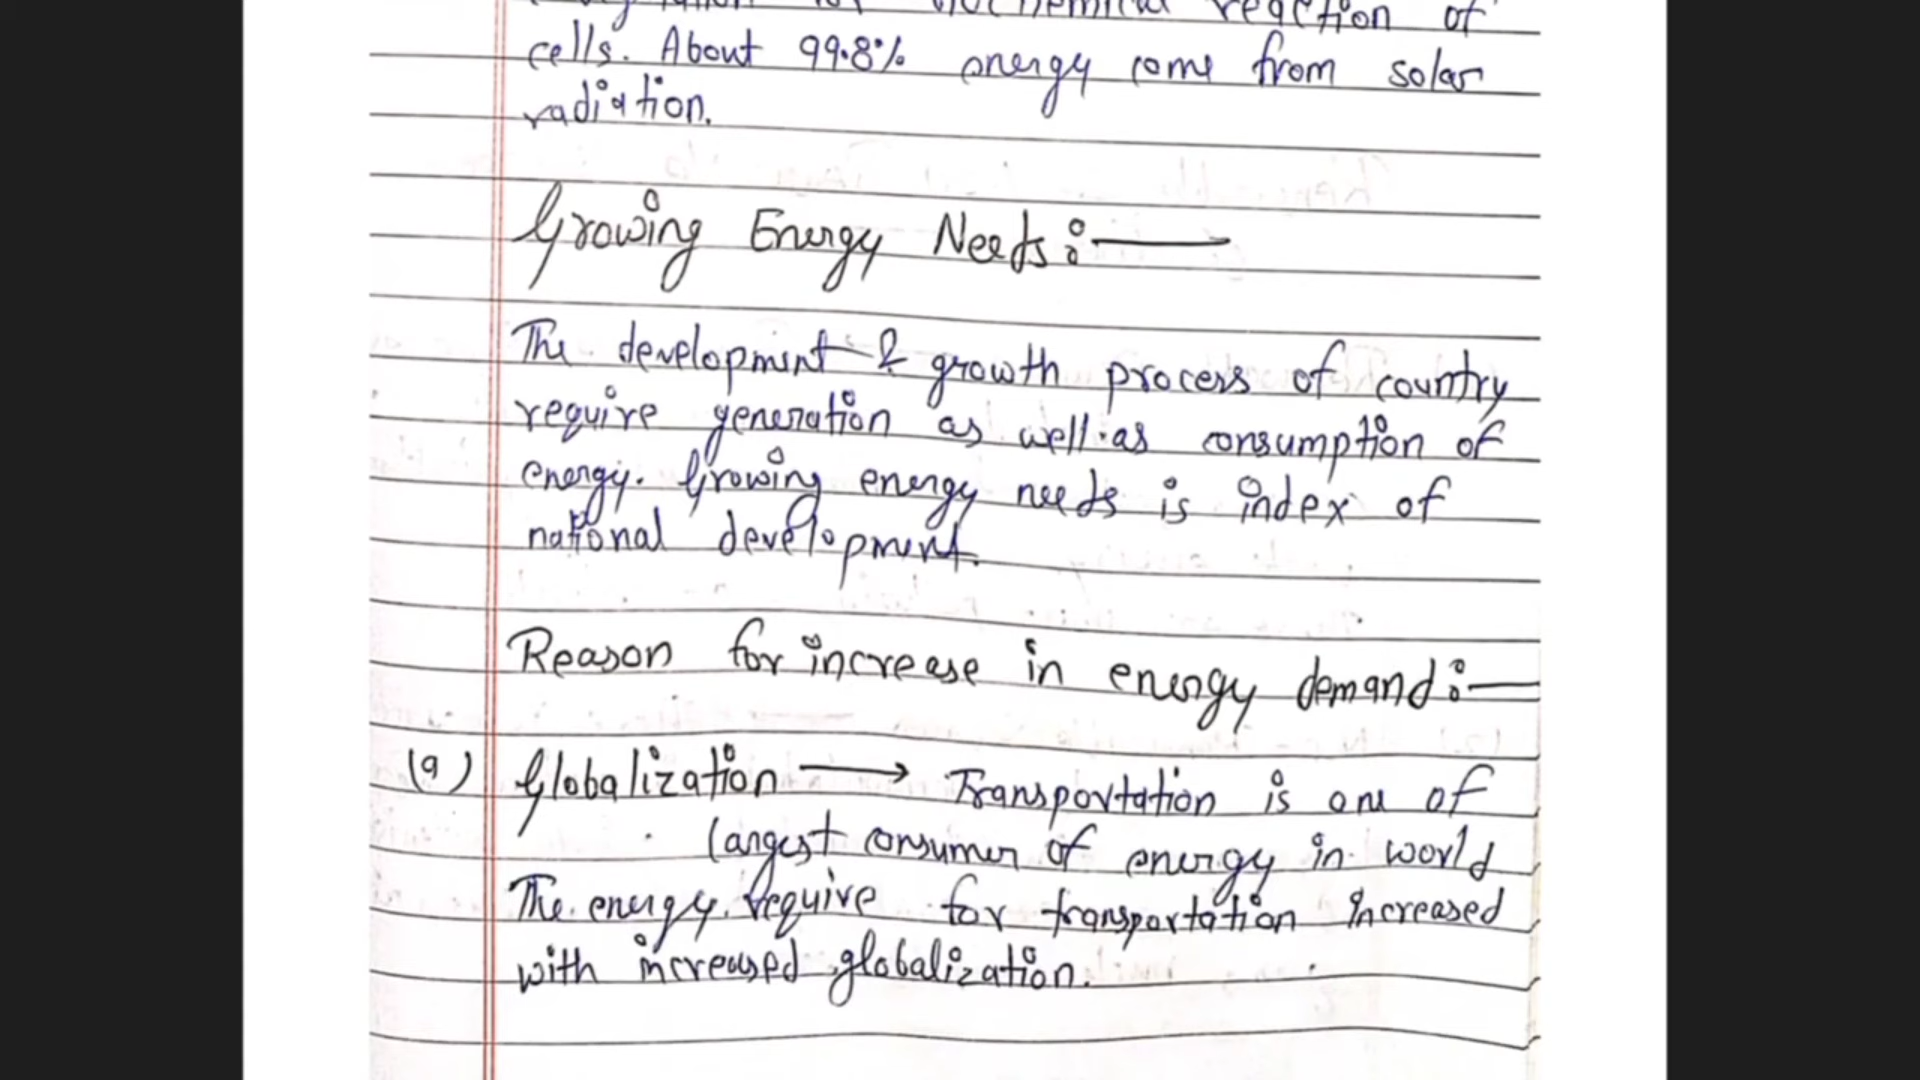 reaction of
cells. About 99.8% energy come from solar
radiation.
Growing Energy Needs:—
The development & growth process of country
require generation as well as consumption of
energy. Growing energy needs is index of
national development.
Reason for increase in energy demand:—
(a) Globalization → Transportation is one of
largest consumer of energy in world
The energy require for transportation increased
with increased globalization.